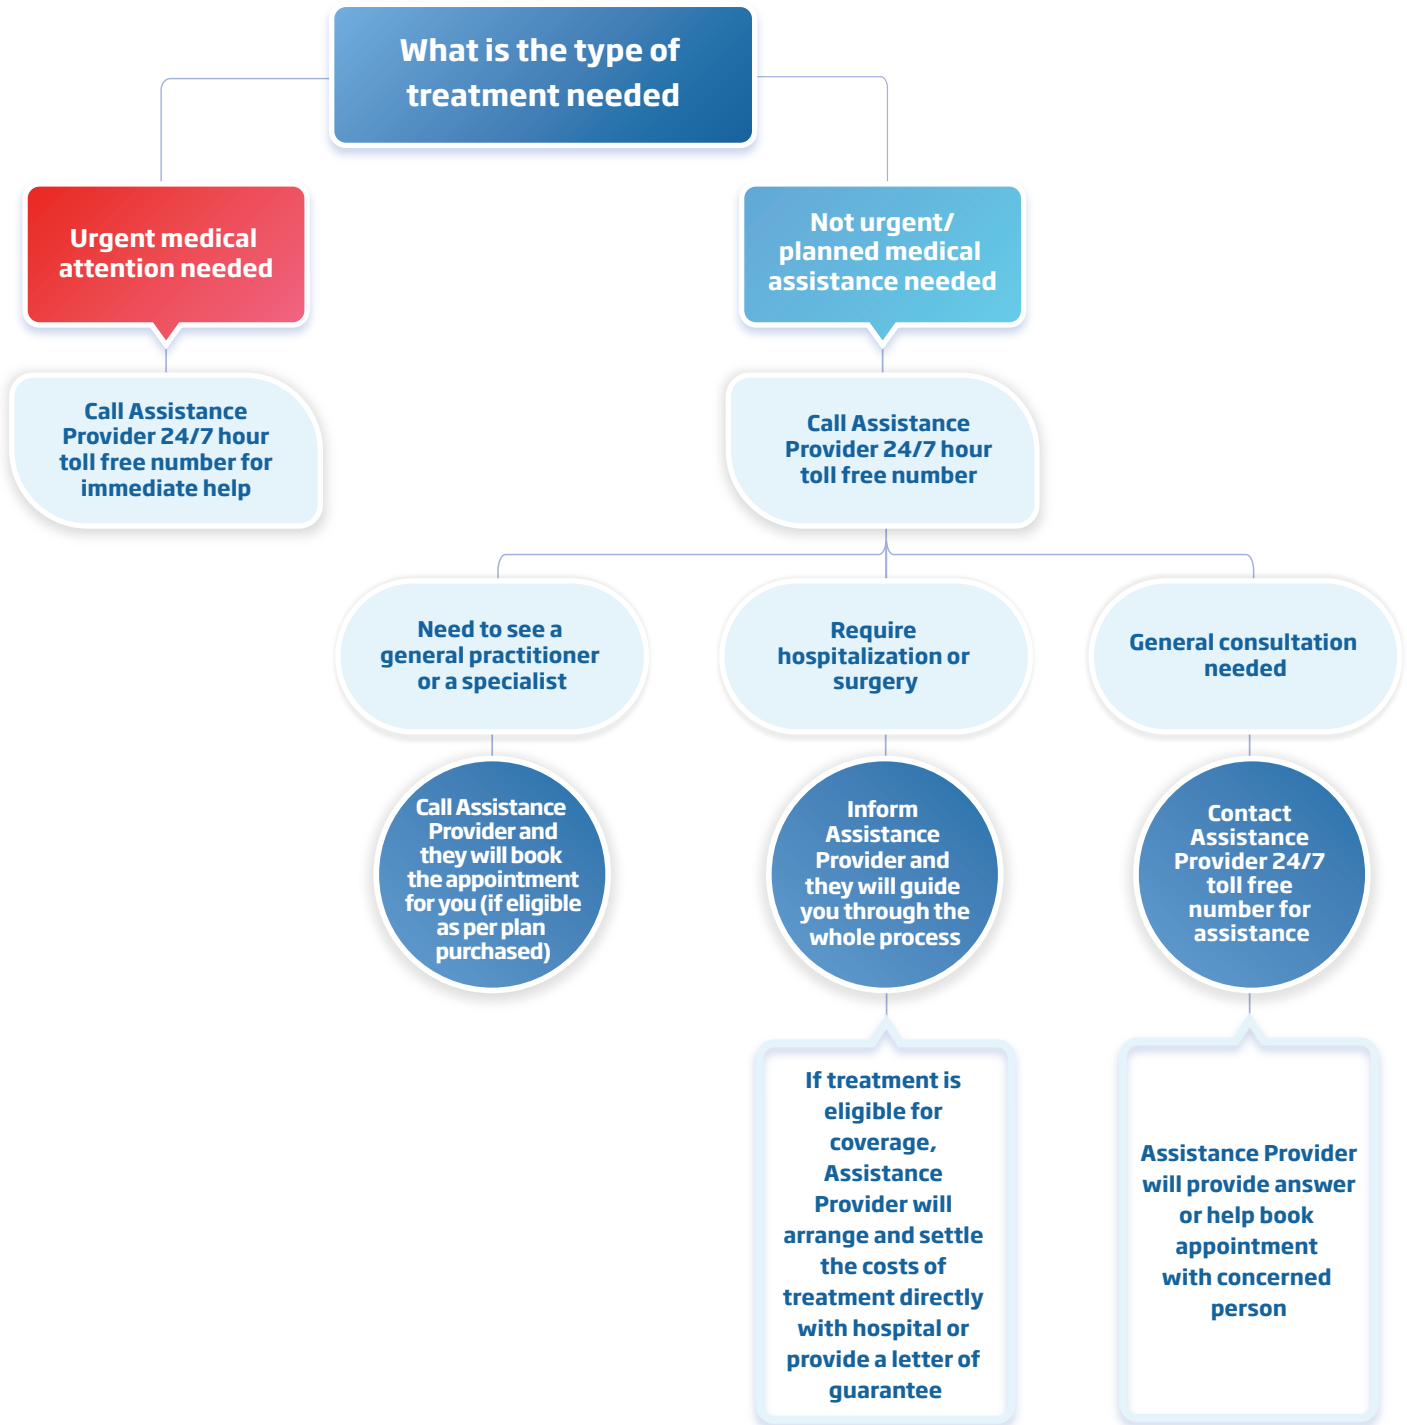 What is the type of
treatment needed
Urgent medical
attention needed
Not urgent/
planned medical
assistance needed
Call Assistance
Provider 24/7 hour
toll free number for
immediate help
Call Assistance
Provider 24/7 hour
toll free number
Need to see a
general practitioner
or a specialist
Require
hospitalization or
surgery
General consultation
needed
Call Assistance
Provider and
they will book
the appointment
for you (if eligible
as per plan
purchased)
Inform
Assistance
Provider and
they will guide
you through the
whole process
Contact
Assistance
Provider 24/7
toll free
number for
assistance
If treatment is
eligible for
coverage,
Assistance
Provider will
arrange and settle
the costs of
treatment directly
with hospital or
provide a letter of
guarantee
Assistance Provider
will provide answer
or help book
appointment
with concerned
person